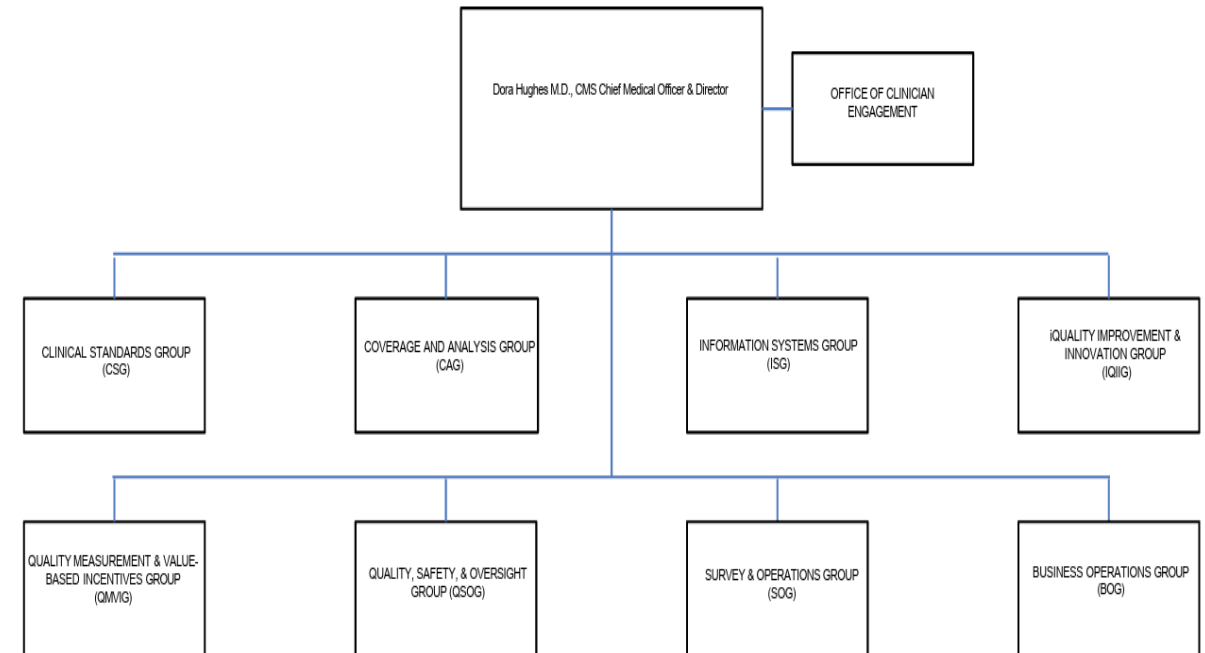 Dora Hughes M.D., CMS Chief Medical Officer & Director
OFFICE OF CLINICIAN
ENGAGEMENT
CLINICAL STANDARDS GROUP
(CSG)
COVERAGE AND ANALYSIS GROUP
(CAG)
INFORMATION SYSTEMS GROUP
(ISG)
iQUALITY IMPROVEMENT &
INNOVATION GROUP
(IQIIG)
QUALITY MEASUREMENT & VALUE-
BASED INCENTIVES GROUP
(QMVIG)
QUALITY, SAFETY, & OVERSIGHT
GROUP (QSOG)
SURVEY & OPERATIONS GROUP
(SOG)
BUSINESS OPERATIONS GROUP
(BOG)